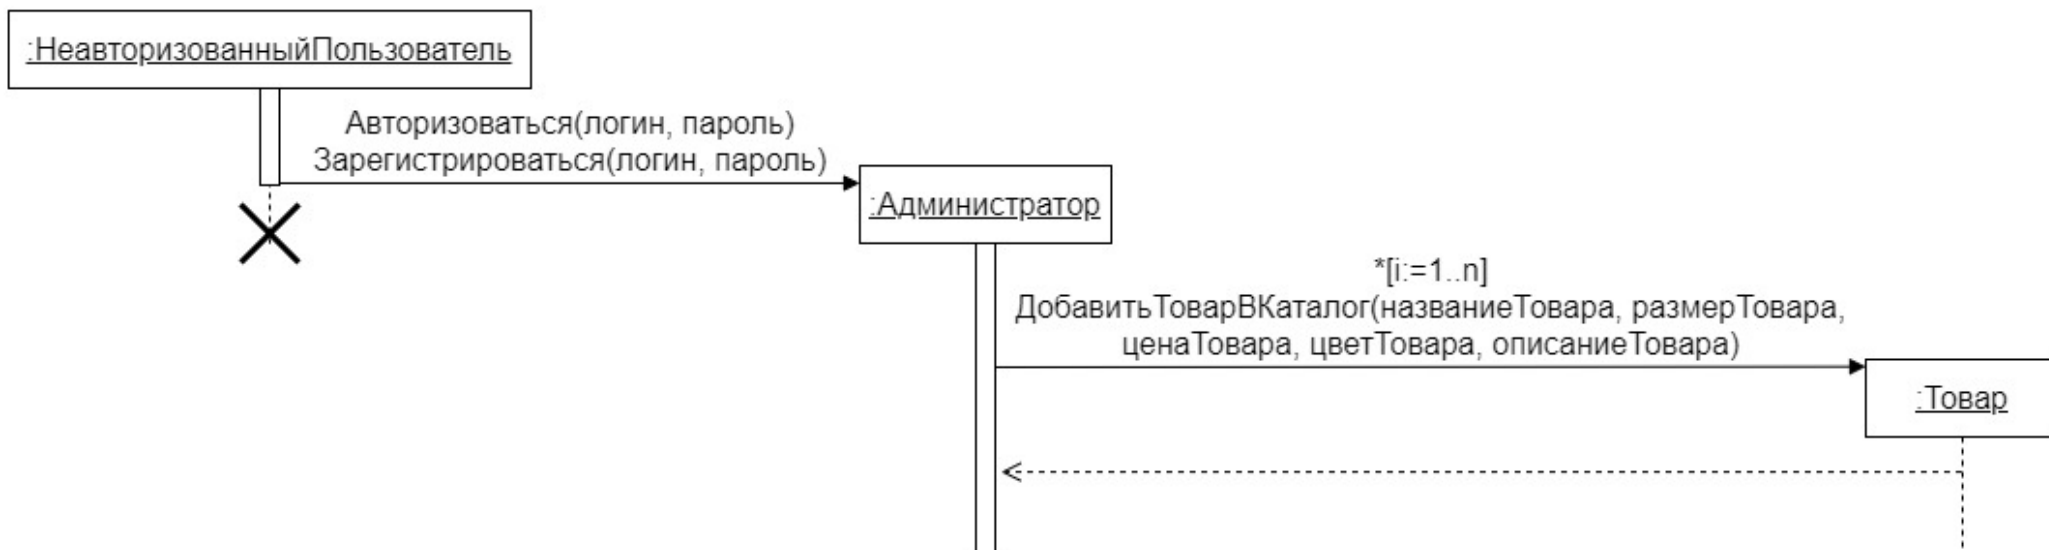 :НеавторизованныйПользователь
Авторизоваться(логин, пароль)
Зарегистрироваться(логин, пароль)
:Администратор
*[i:=1..n]
ДобавитьТоварВКаталог(названиеТовара, размерТовара,
ценаТовара, цветТовара, описаниеТовара)
:Товар